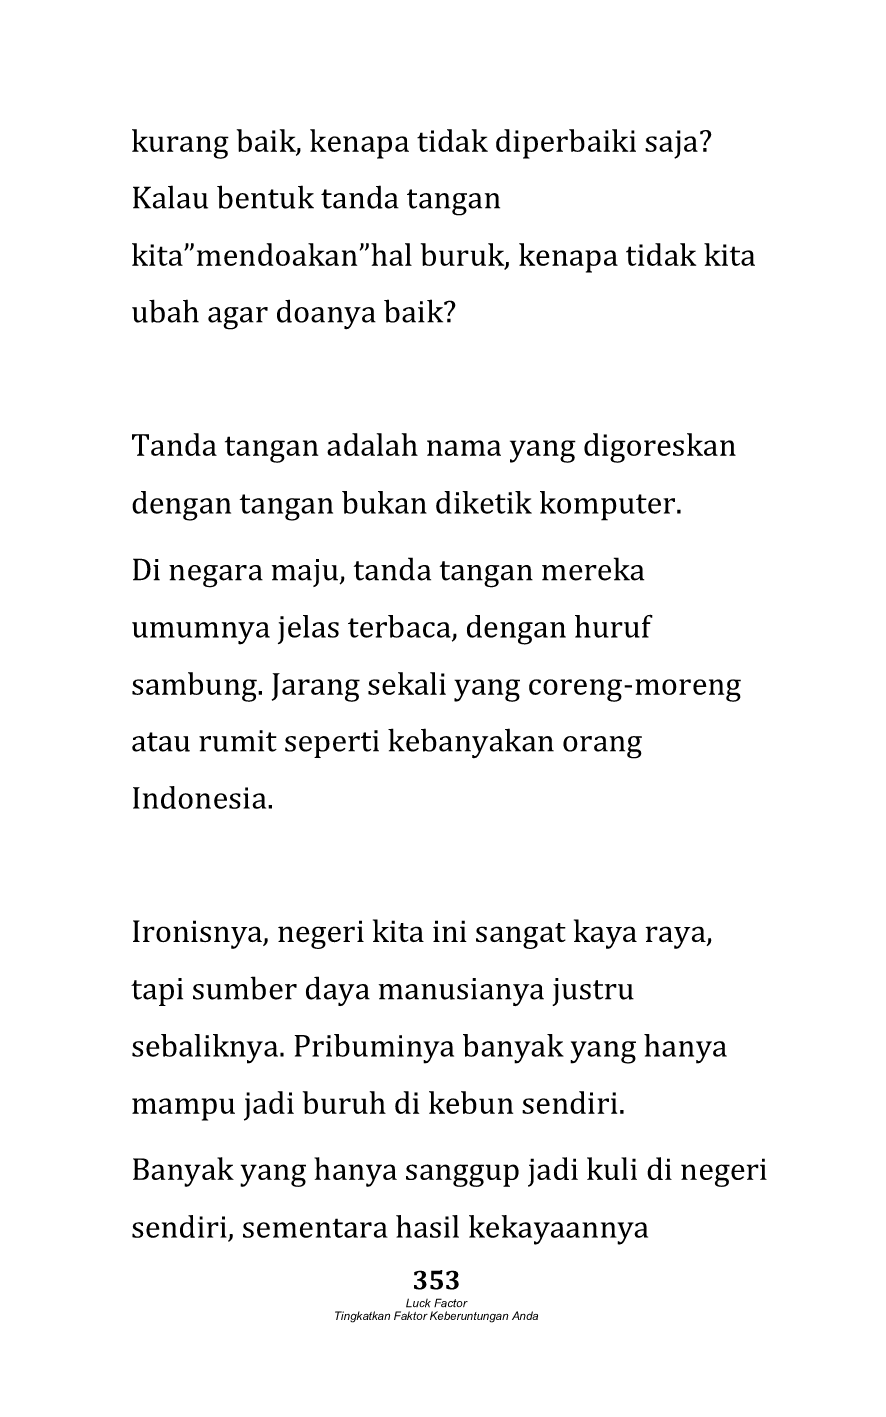 kurang baik, kenapa tidak diperbaiki saja?
Kalau bentuk tanda tangan
kita”mendoakan”hal buruk, kenapa tidak kita
ubah agar doanya baik?
Tanda tangan adalah nama yang digoreskan
dengan tangan bukan diketik komputer.
Di negara maju, tanda tangan mereka
umumnya jelas terbaca, dengan huruf
sambung. Jarang sekali yang coreng-moreng
atau rumit seperti kebanyakan orang
Indonesia.
Ironisnya, negeri kita ini sangat kaya raya,
tapi sumber daya manusianya justru
sebaliknya. Pribuminya banyak yang hanya
mampu jadi buruh di kebun sendiri.
Banyak yang hanya sanggup jadi kuli di negeri
sendiri, sementara hasil kekayaannya
353
Luck Factor
Tingkatkan Faktor Keberuntungan Anda